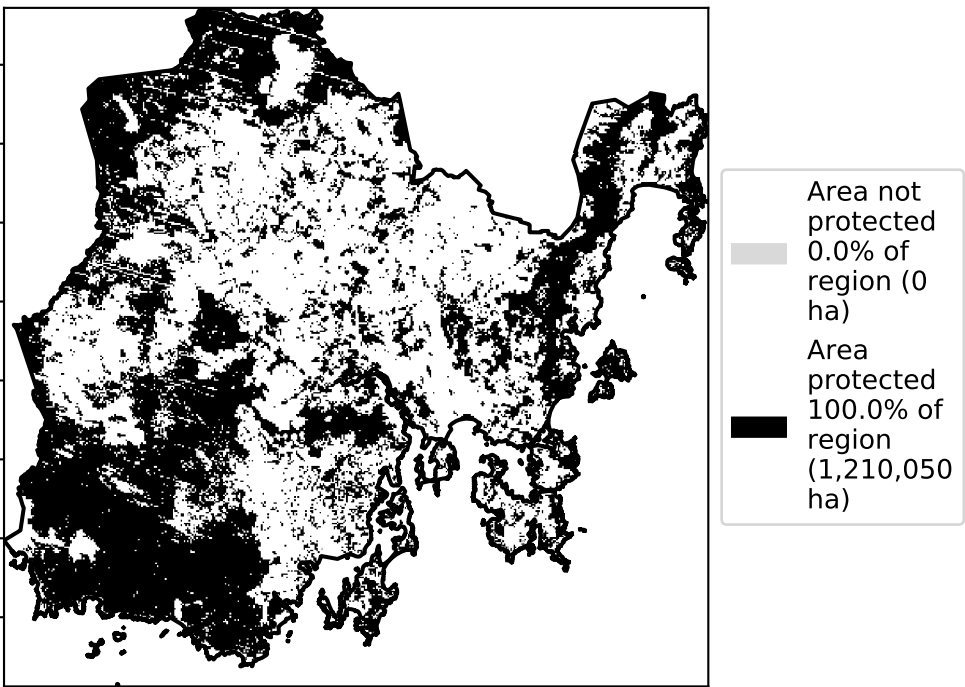 Area not
protected
0.0% of
region (0
ha)
Area
protected
100.0% of
region
(1,210,050
ha)